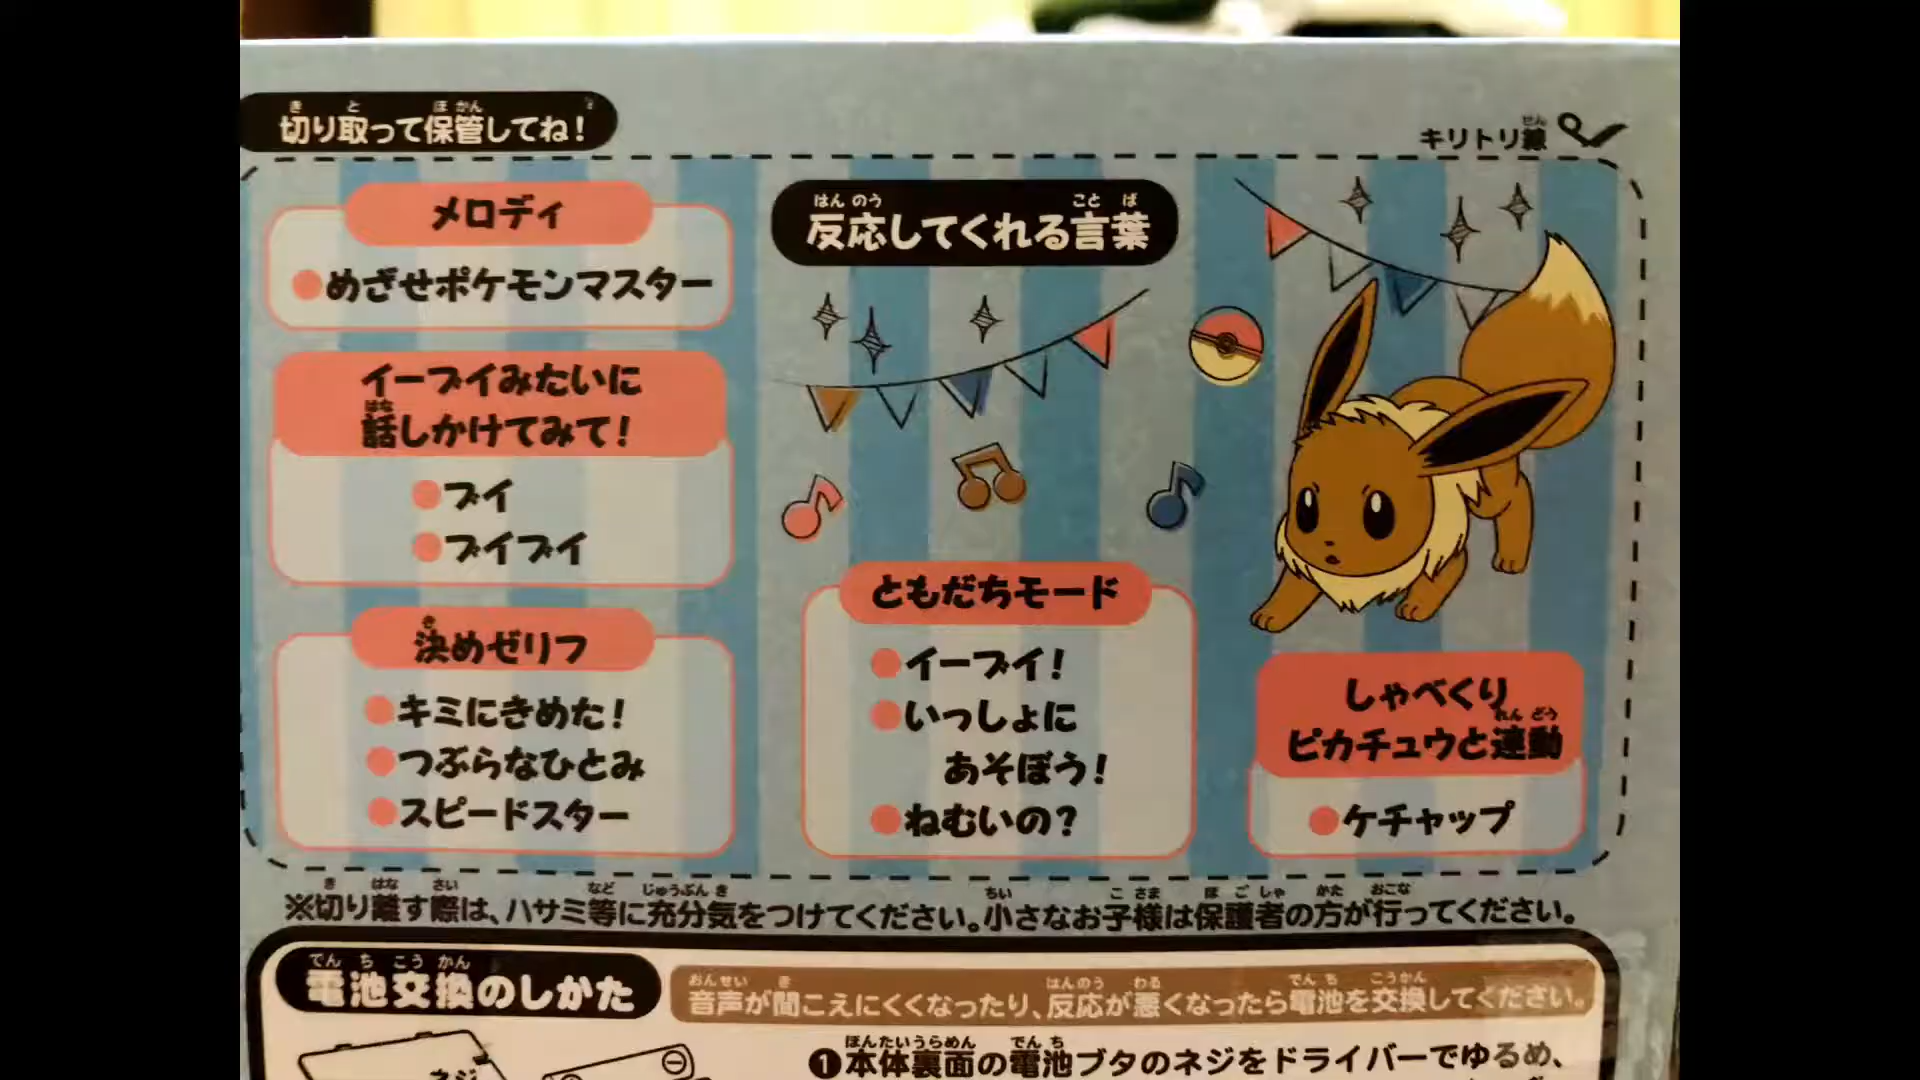 切り取って保管してね!
キリトリ線
メロディ
●めざせポケモンマスター
イーブイみたいに
話しかけてみて!
●ブイ
●ブイブイ
決めゼリフ
●キミにきめた!
●つぶらなひとみ
●スピードスター
反応してくれる言葉
ともだちモード
●イーブイ!
●いっしょに
あそぼう!
●ねむいの?
しゃべくり
ピカチュウと連動
●ケチャップ
※切り離す際は、ハサミ等に充分気をつけてください。小さなお子様は保護者の方が行ってください。
電池交換のしかた
音声が聞こえにくくなったり、反応が悪くなったら電池を交換してください。
❶本体裏面の電池ブタのネジをドライバーでゆるめ、
ネジ